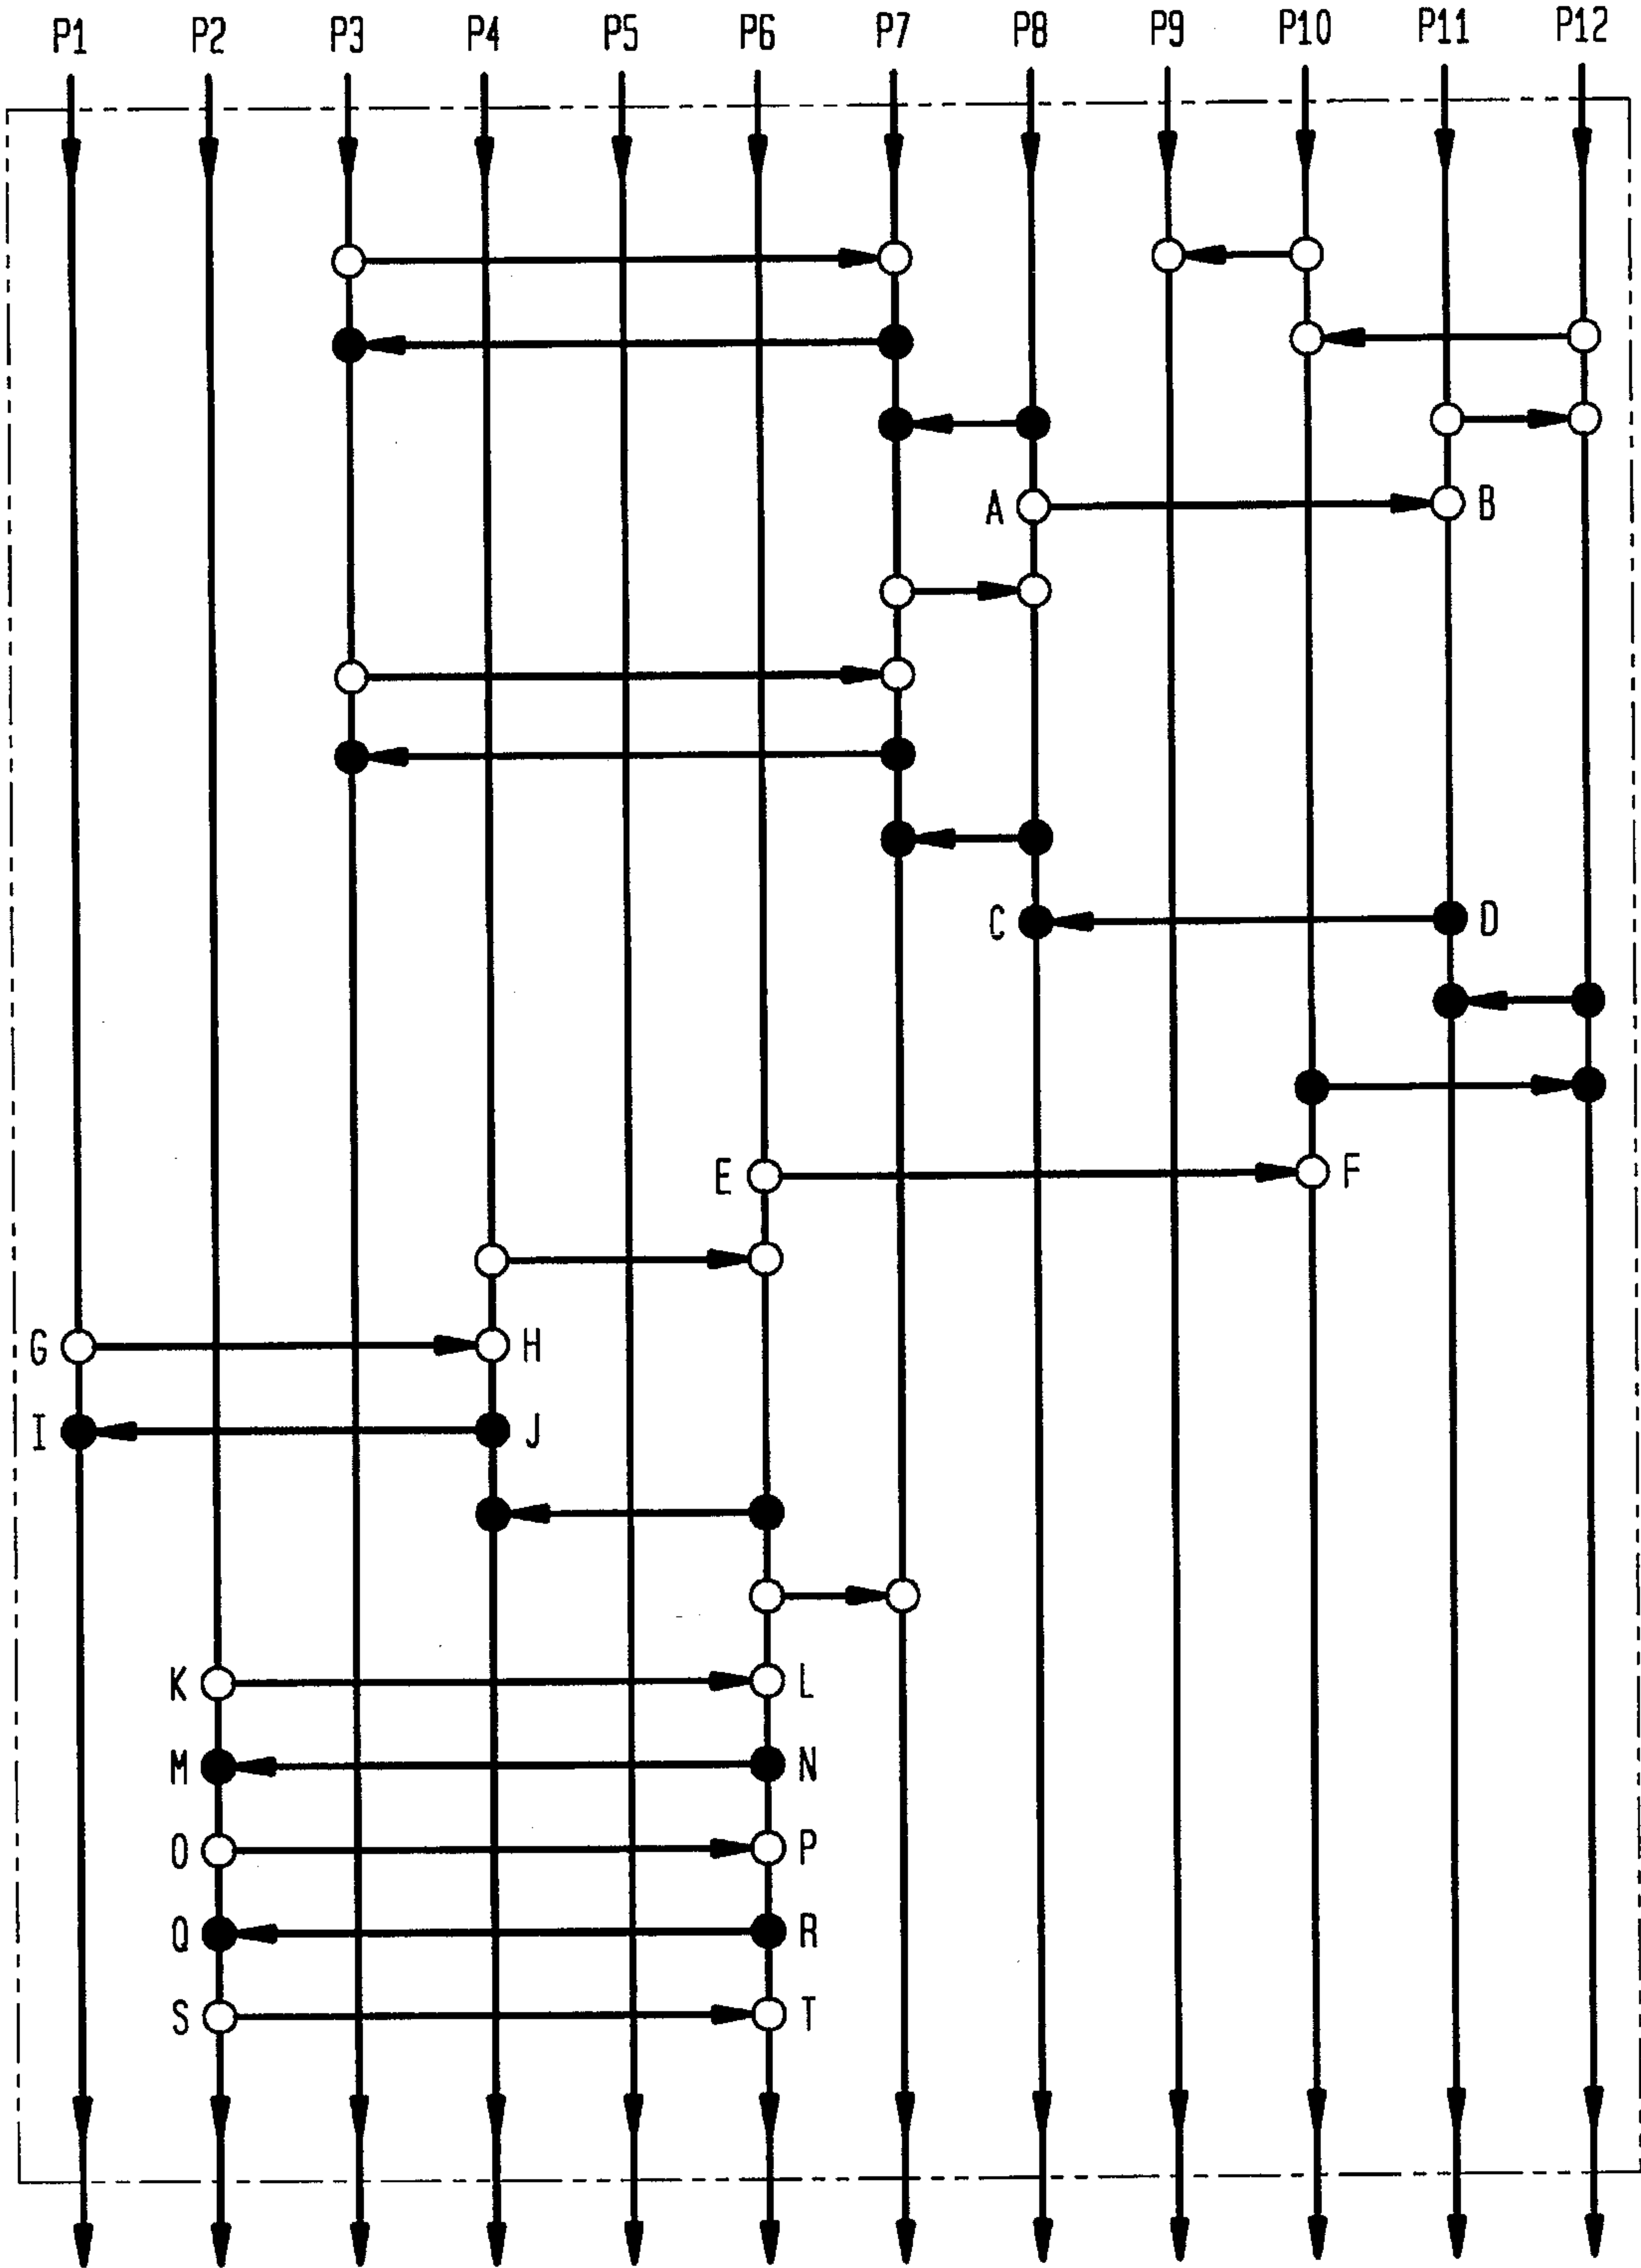 P1 P2 P3 P4 P5 P6 P7 P8 P9 P10 P11 P12
A B
C D
E F
G H
I J
K L
M N
O P
Q R
S T